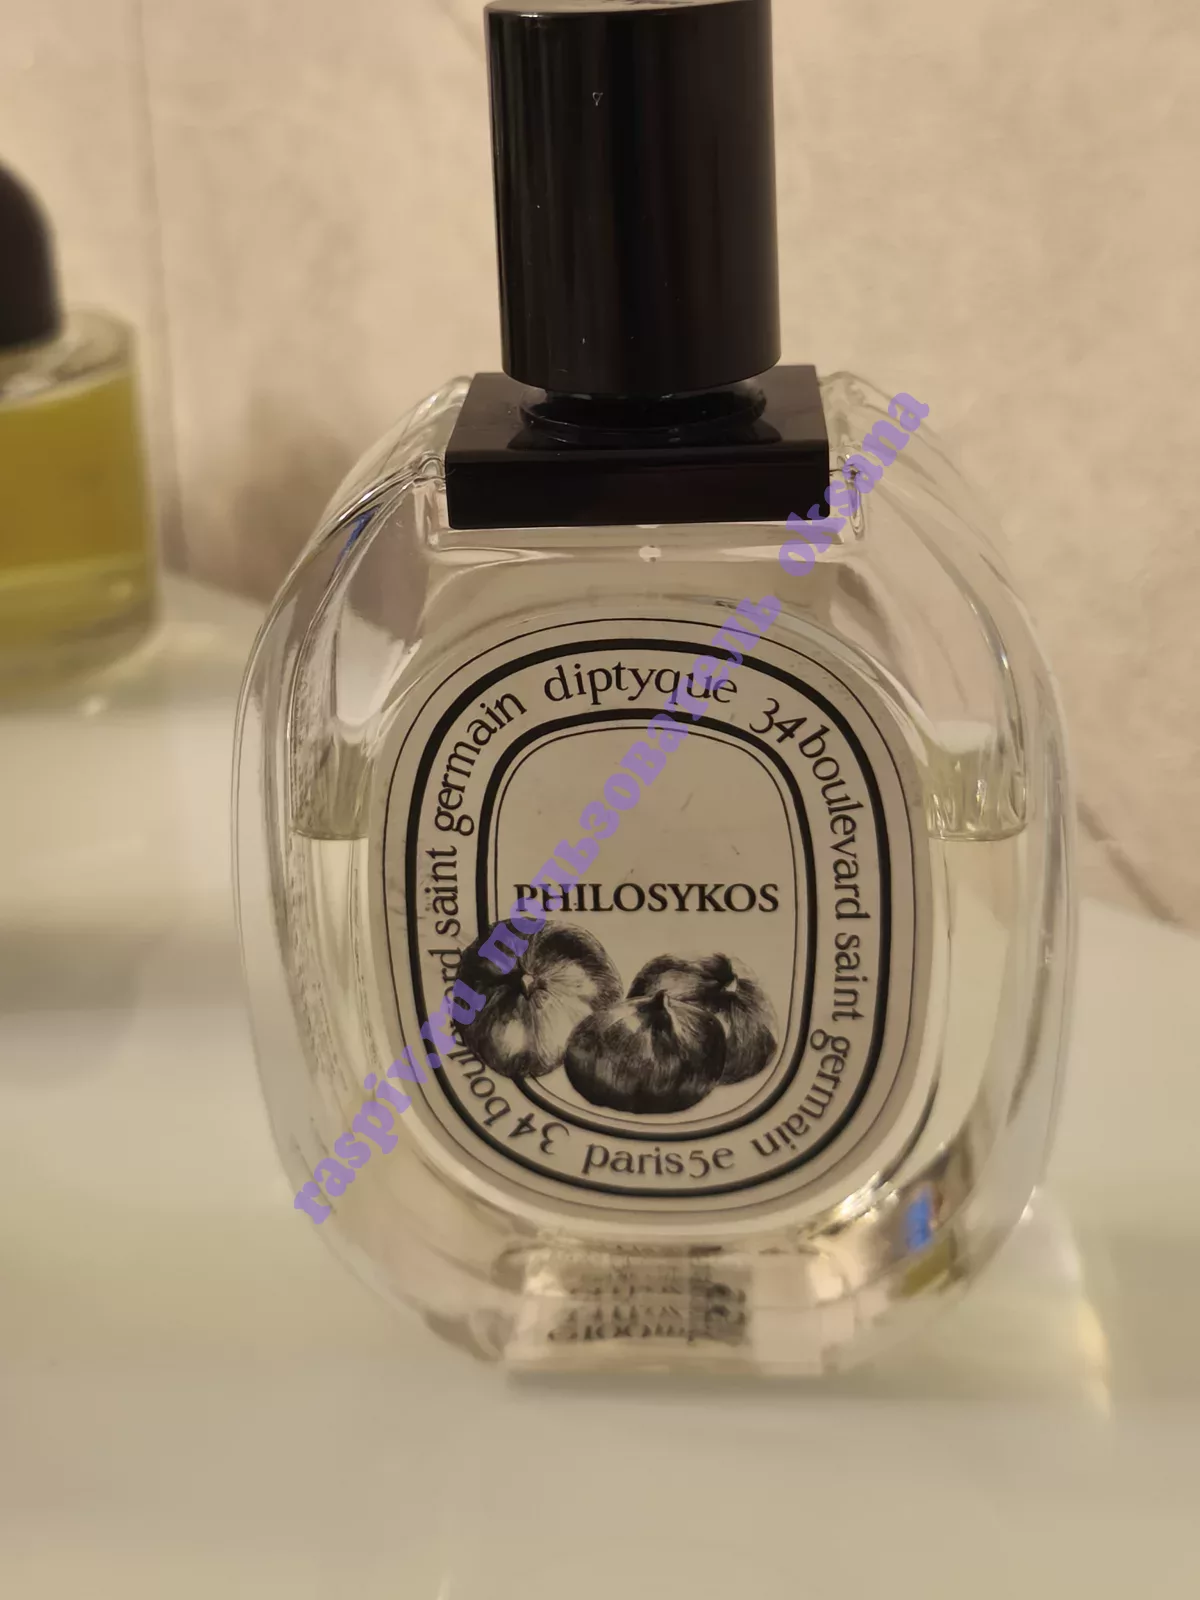 diptyque 34 boulevard saint germain paris5e 34 boulevard saint germain
PHILOSYKOS
raspiv.ru пользователь oksana